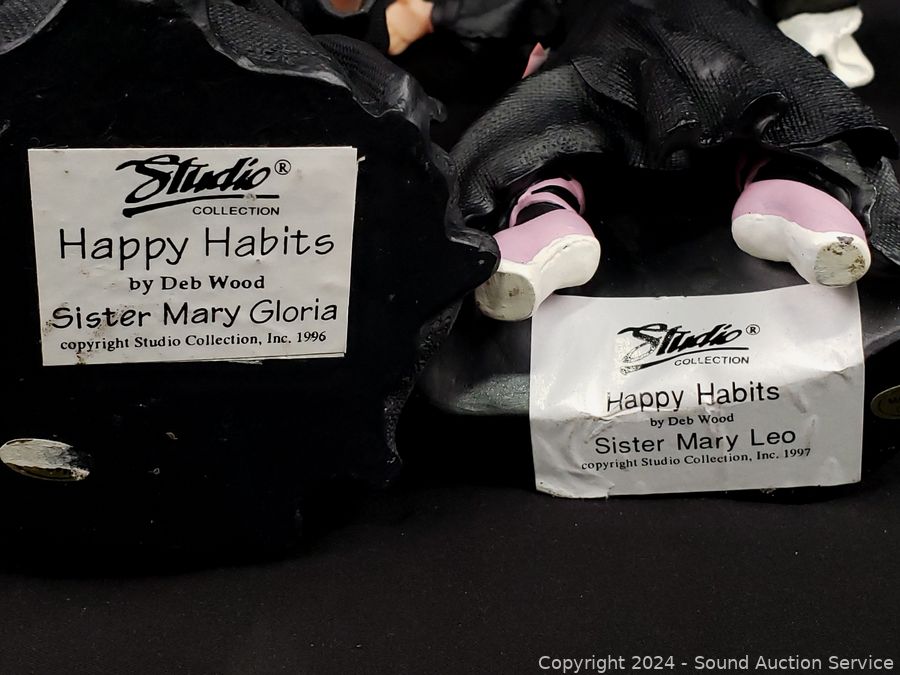 Studio®
COLLECTION
Happy Habits
by Deb Wood
Sister Mary Gloria
copyright Studio Collection, Inc. 1996
Studio®
COLLECTION
Happy Habits
by Deb Wood
Sister Mary Leo
copyright Studio Collection, Inc. 1997
Copyright 2024 - Sound Auction Service